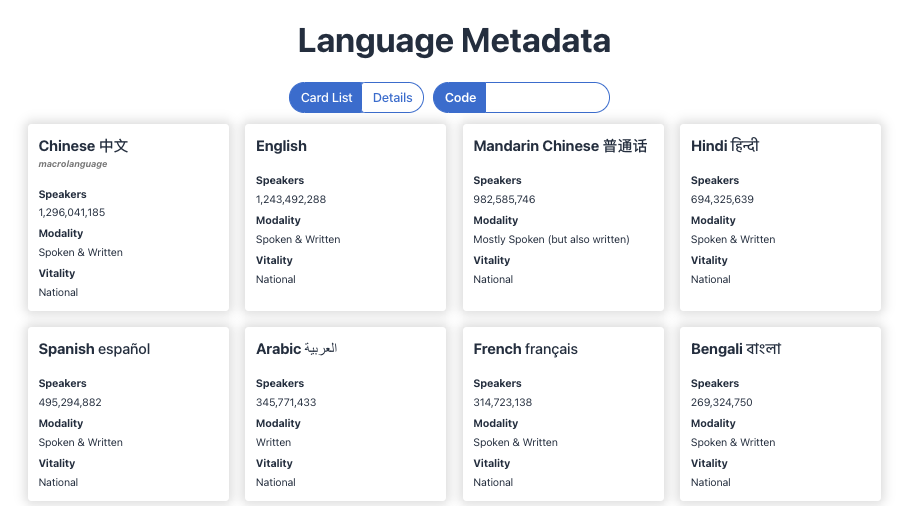 Language Metadata
Card List Details Code
Chinese 中文
macrolanguage
Speakers
1,296,041,185
Modality
Spoken & Written
Vitality
National
English
Speakers
1,243,492,288
Modality
Spoken & Written
Vitality
National
Mandarin Chinese 普通话
Speakers
982,585,746
Modality
Mostly Spoken (but also written)
Vitality
National
Hindi हिन्दी
Speakers
694,325,639
Modality
Spoken & Written
Vitality
National
Spanish español
Speakers
495,294,882
Modality
Spoken & Written
Vitality
National
Arabic العربية
Speakers
345,771,433
Modality
Written
Vitality
National
French français
Speakers
314,723,138
Modality
Spoken & Written
Vitality
National
Bengali বাংলা
Speakers
269,324,750
Modality
Spoken & Written
Vitality
National